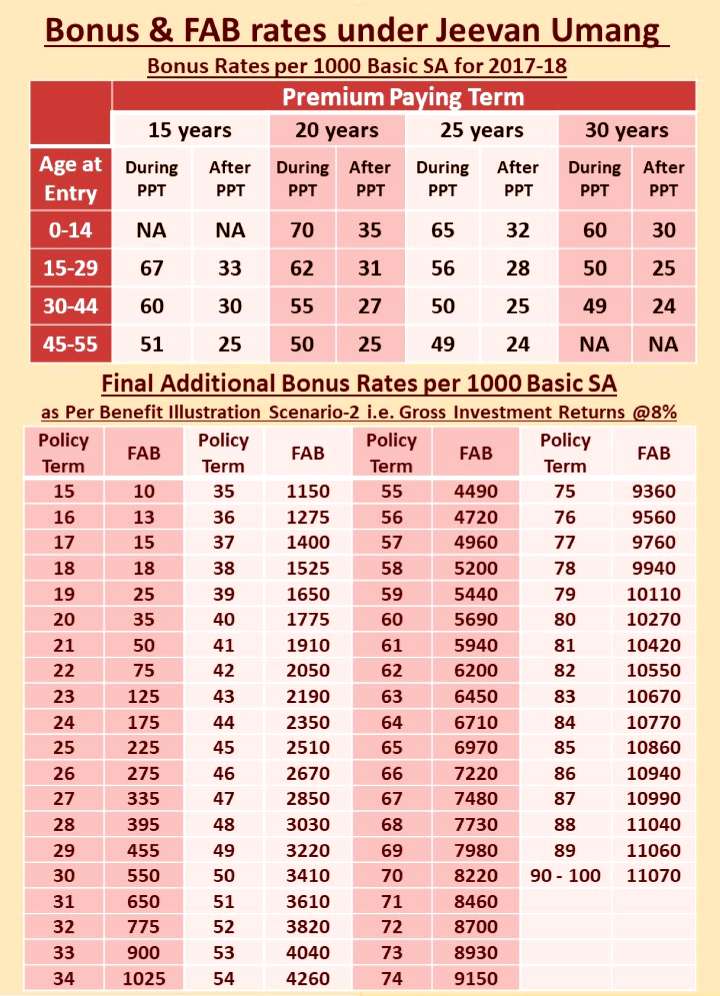 Bonus & FAB rates under Jeevan Umang
Bonus Rates per 1000 Basic SA for 2017-18
Premium Paying Term
15 years 20 years 25 years 30 years
Age at Entry During PPT After PPT During PPT After PPT During PPT After PPT During PPT After PPT
0-14 NA NA 70 35 65 32 60 30
15-29 67 33 62 31 56 28 50 25
30-44 60 30 55 27 50 25 49 24
45-55 51 25 50 25 49 24 NA NA
Final Additional Bonus Rates per 1000 Basic SA
as Per Benefit Illustration Scenario-2 i.e. Gross Investment Returns @8%
Policy Term FAB Policy Term FAB Policy Term FAB Policy Term FAB
15 10 35 1150 55 4490 75 9360
16 13 36 1275 56 4720 76 9560
17 15 37 1400 57 4960 77 9760
18 18 38 1525 58 5200 78 9940
19 25 39 1650 59 5440 79 10110
20 35 40 1775 60 5690 80 10270
21 50 41 1910 61 5940 81 10420
22 75 42 2050 62 6200 82 10550
23 125 43 2190 63 6450 83 10670
24 175 44 2350 64 6710 84 10770
25 225 45 2510 65 6970 85 10860
26 275 46 2670 66 7220 86 10940
27 335 47 2850 67 7480 87 10990
28 395 48 3030 68 7730 88 11040
29 455 49 3220 69 7980 89 11060
30 550 50 3410 70 8220 90 - 100 11070
31 650 51 3610 71 8460
32 775 52 3820 72 8700
33 900 53 4040 73 8930
34 1025 54 4260 74 9150